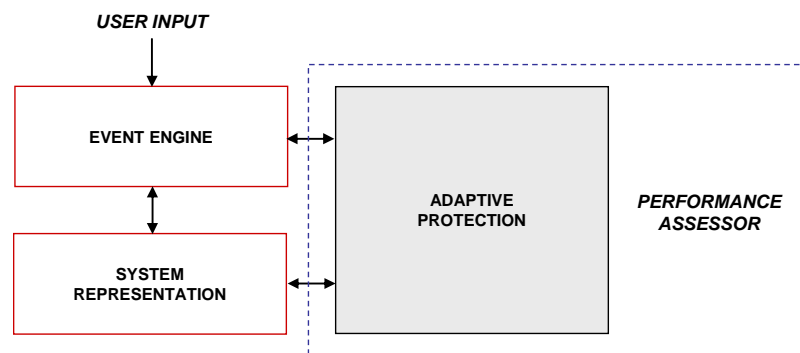 USER INPUT
EVENT ENGINE
ADAPTIVE
PROTECTION
PERFORMANCE
ASSESSOR
SYSTEM
REPRESENTATION